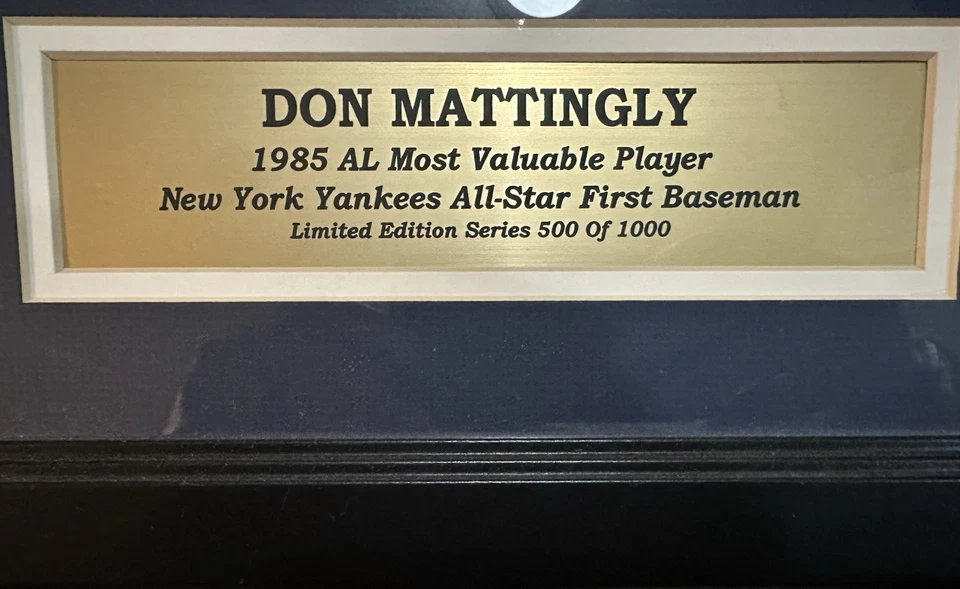 DON MATTINGLY
1985 AL Most Valuable Player
New York Yankees All-Star First Baseman
Limited Edition Series 500 Of 1000